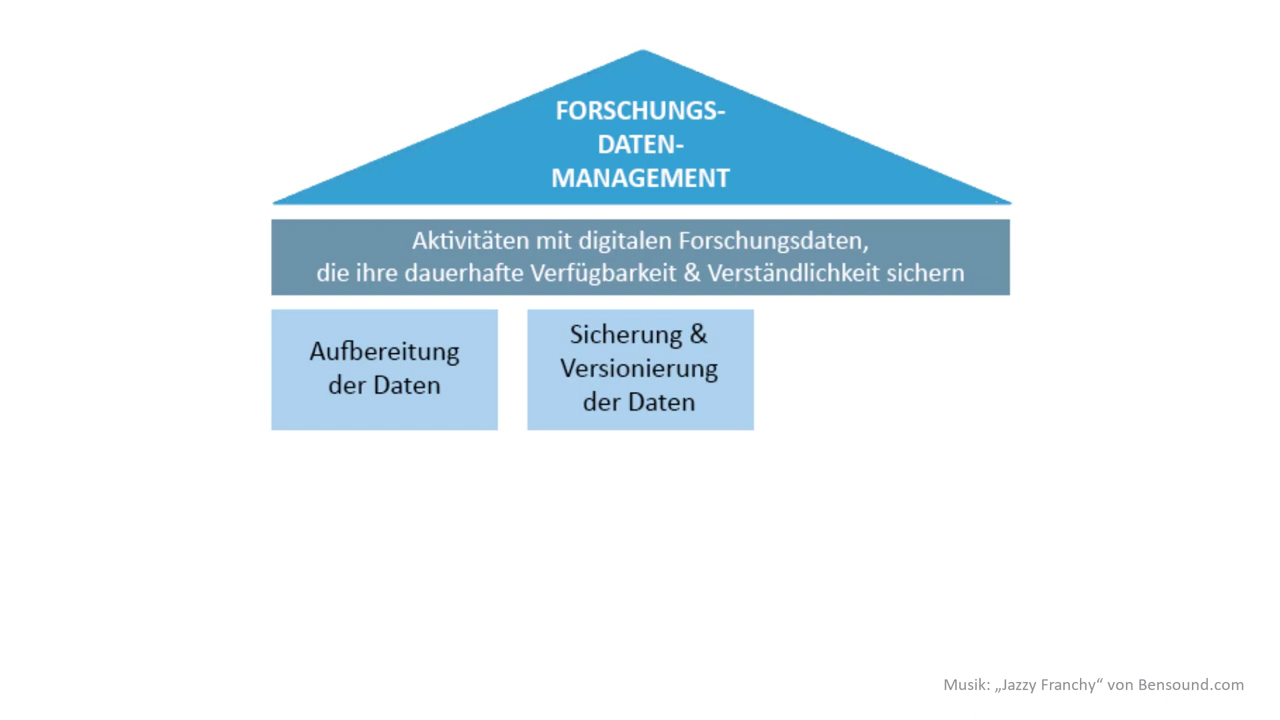 FORSCHUNGS-
DATEN-
MANAGEMENT
Aktivitäten mit digitalen Forschungsdaten,
die ihre dauerhafte Verfügbarkeit & Verständlichkeit sichern
Aufbereitung
der Daten
Sicherung &
Versionierung
der Daten
Musik: „Jazzy Franchy“ von Bensound.com